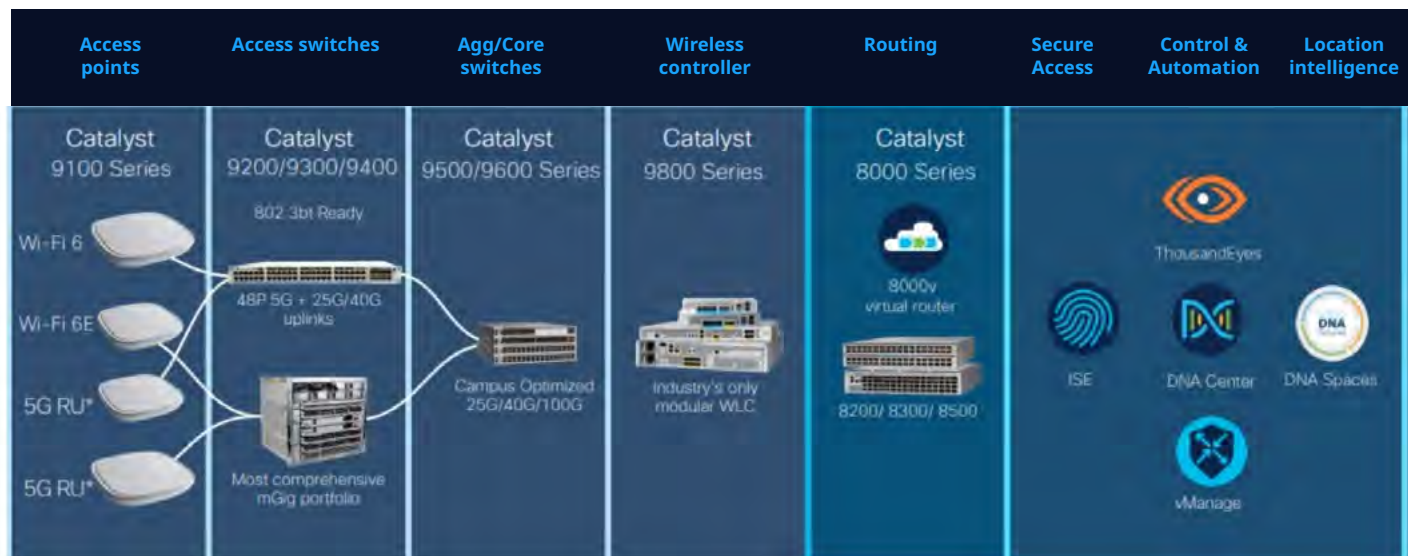 Access
points
Access switches
Agg/Core
switches
Wireless
controller
Routing
Secure
Access
Control &
Automation
Location
intelligence
Catalyst
9100 Series
Wi-Fi 6
Wi-Fi 6E
5G RU*
5G RU*
Catalyst
9200/9300/9400
802 3bt Ready
48P 5G + 25G/40G
uplinks
Most comprehensive
mGig portfolio
Catalyst
9500/9600 Series
Campus Optimized
25G/40G/100G
Catalyst
9800 Series
Industry's only
modular WLC
Catalyst
8000 Series
8000v
virtual router
8200/ 8300/ 8500
ThousandEyes
ISE
DNA Center
DNA
DNA Spaces
vManage